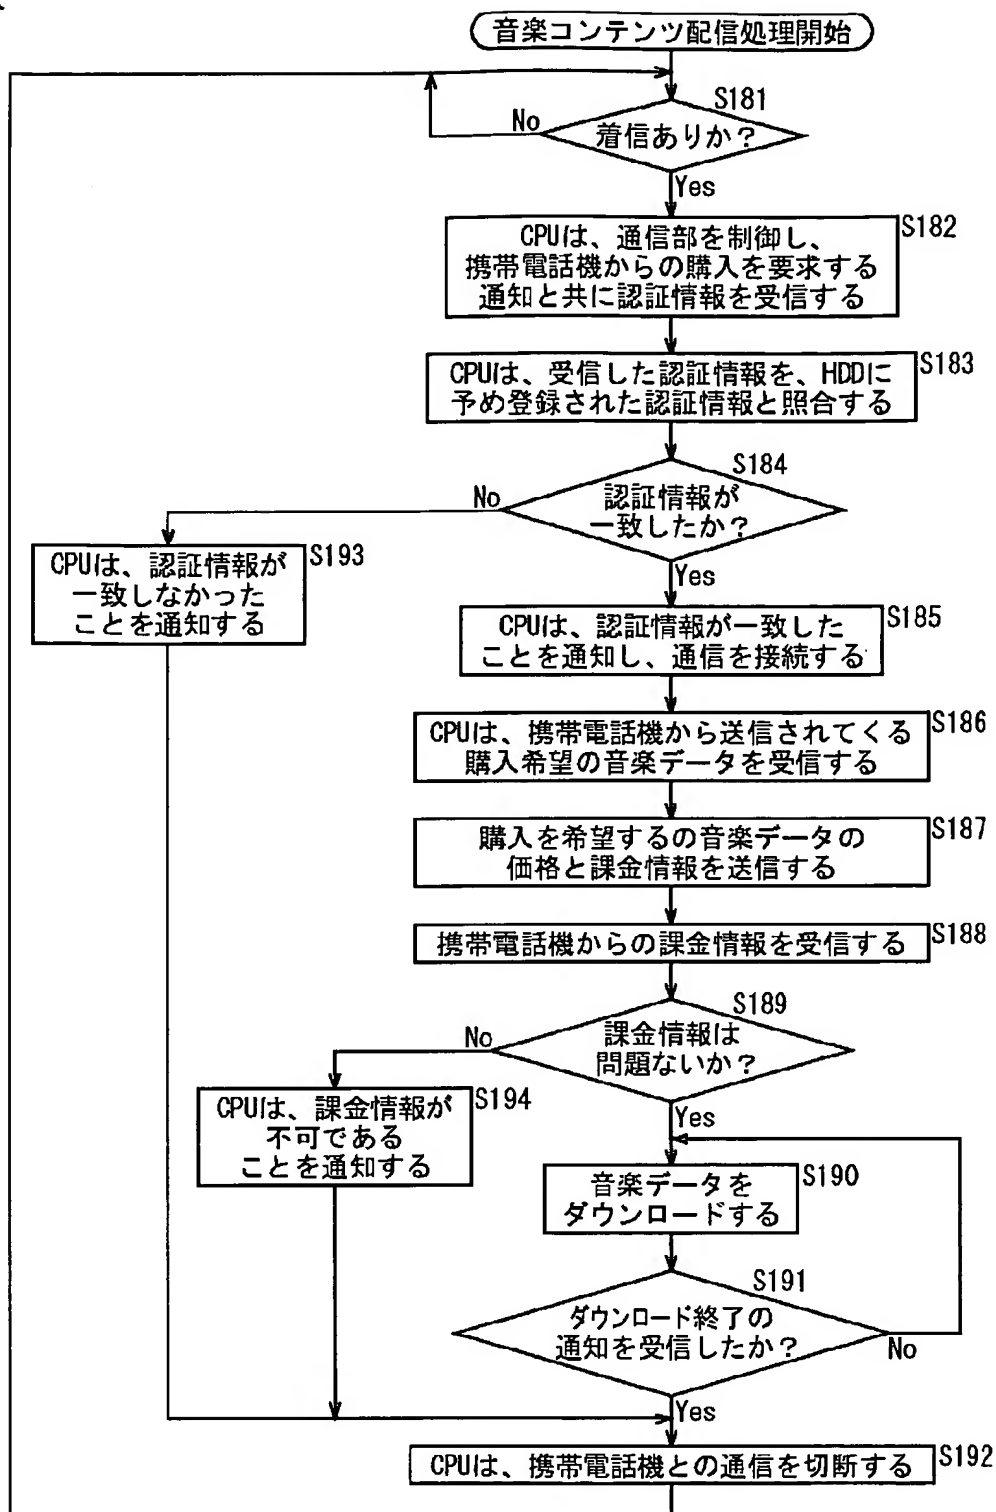 音楽コンテンツ配信処理開始
S181
No
着信ありか?
Yes
S182
CPUは、通信部を制御し、
携帯電話機からの購入を要求する
通知と共に認証情報を受信する
S183
CPUは、受信した認証情報を、HDDに
予め登録された認証情報と照合する
S184
No
認証情報が
一致したか?
Yes
S193
CPUは、認証情報が
一致しなかった
ことを通知する
S185
CPUは、認証情報が一致した
ことを通知し、通信を接続する
S186
CPUは、携帯電話機から送信されてくる
購入希望の音楽データを受信する
S187
購入を希望するの音楽データの
価格と課金情報を送信する
S188
携帯電話機からの課金情報を受信する
S189
No
課金情報は
問題ないか?
Yes
S194
CPUは、課金情報が
不可である
ことを通知する
S190
音楽データを
ダウンロードする
S191
ダウンロード終了の
通知を受信したか?
No
Yes
S192
CPUは、携帯電話機との通信を切断する